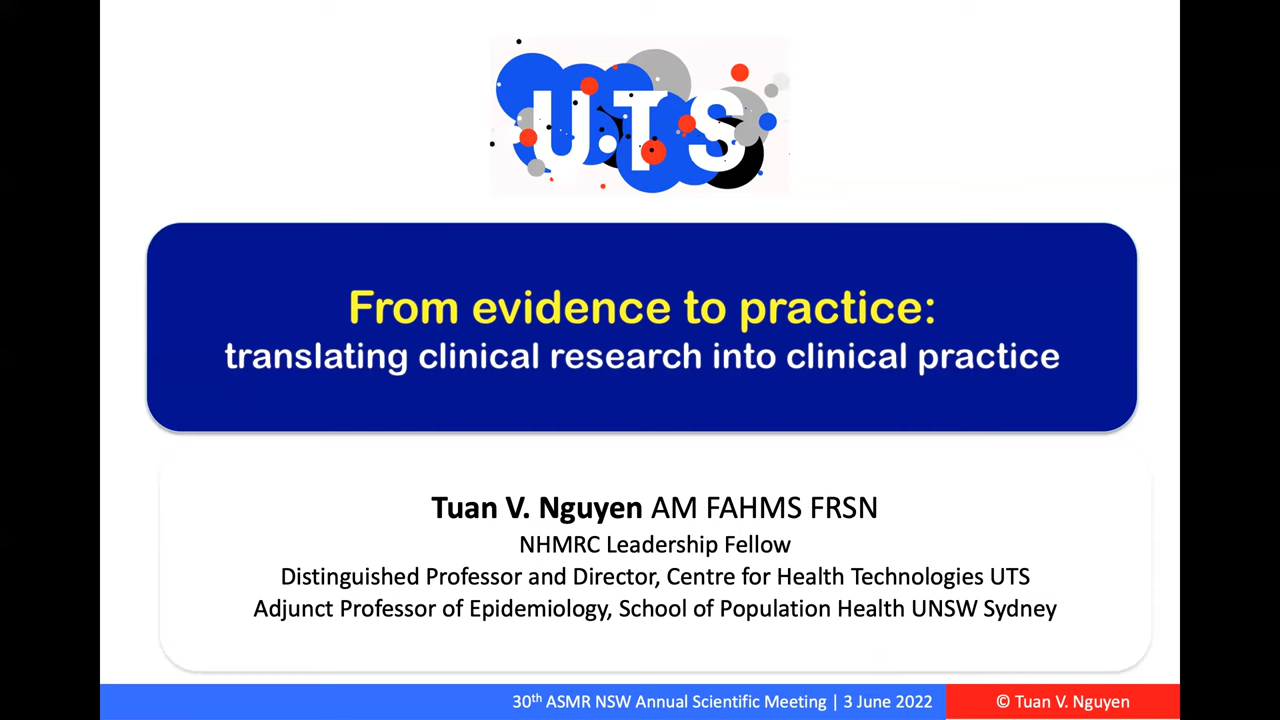 UTS
From evidence to practice:
translating clinical research into clinical practice
Tuan V. Nguyen AM FAHMS FRSN
NHMRC Leadership Fellow
Distinguished Professor and Director, Centre for Health Technologies UTS
Adjunct Professor of Epidemiology, School of Population Health UNSW Sydney
30th ASMR NSW Annual Scientific Meeting | 3 June 2022
© Tuan V. Nguyen